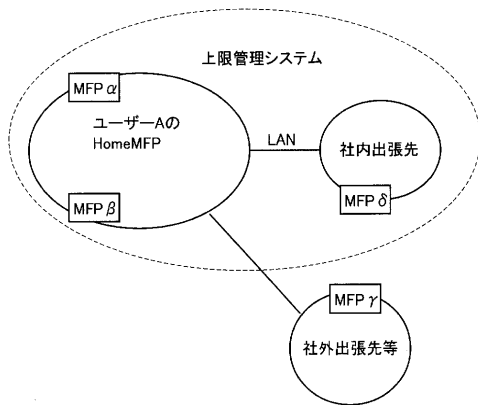 上限管理システム
MFP α
ユーザーAの
HomeMFP
LAN
社内出張先
MFP β
MFP δ
MFP γ
社外出張先等